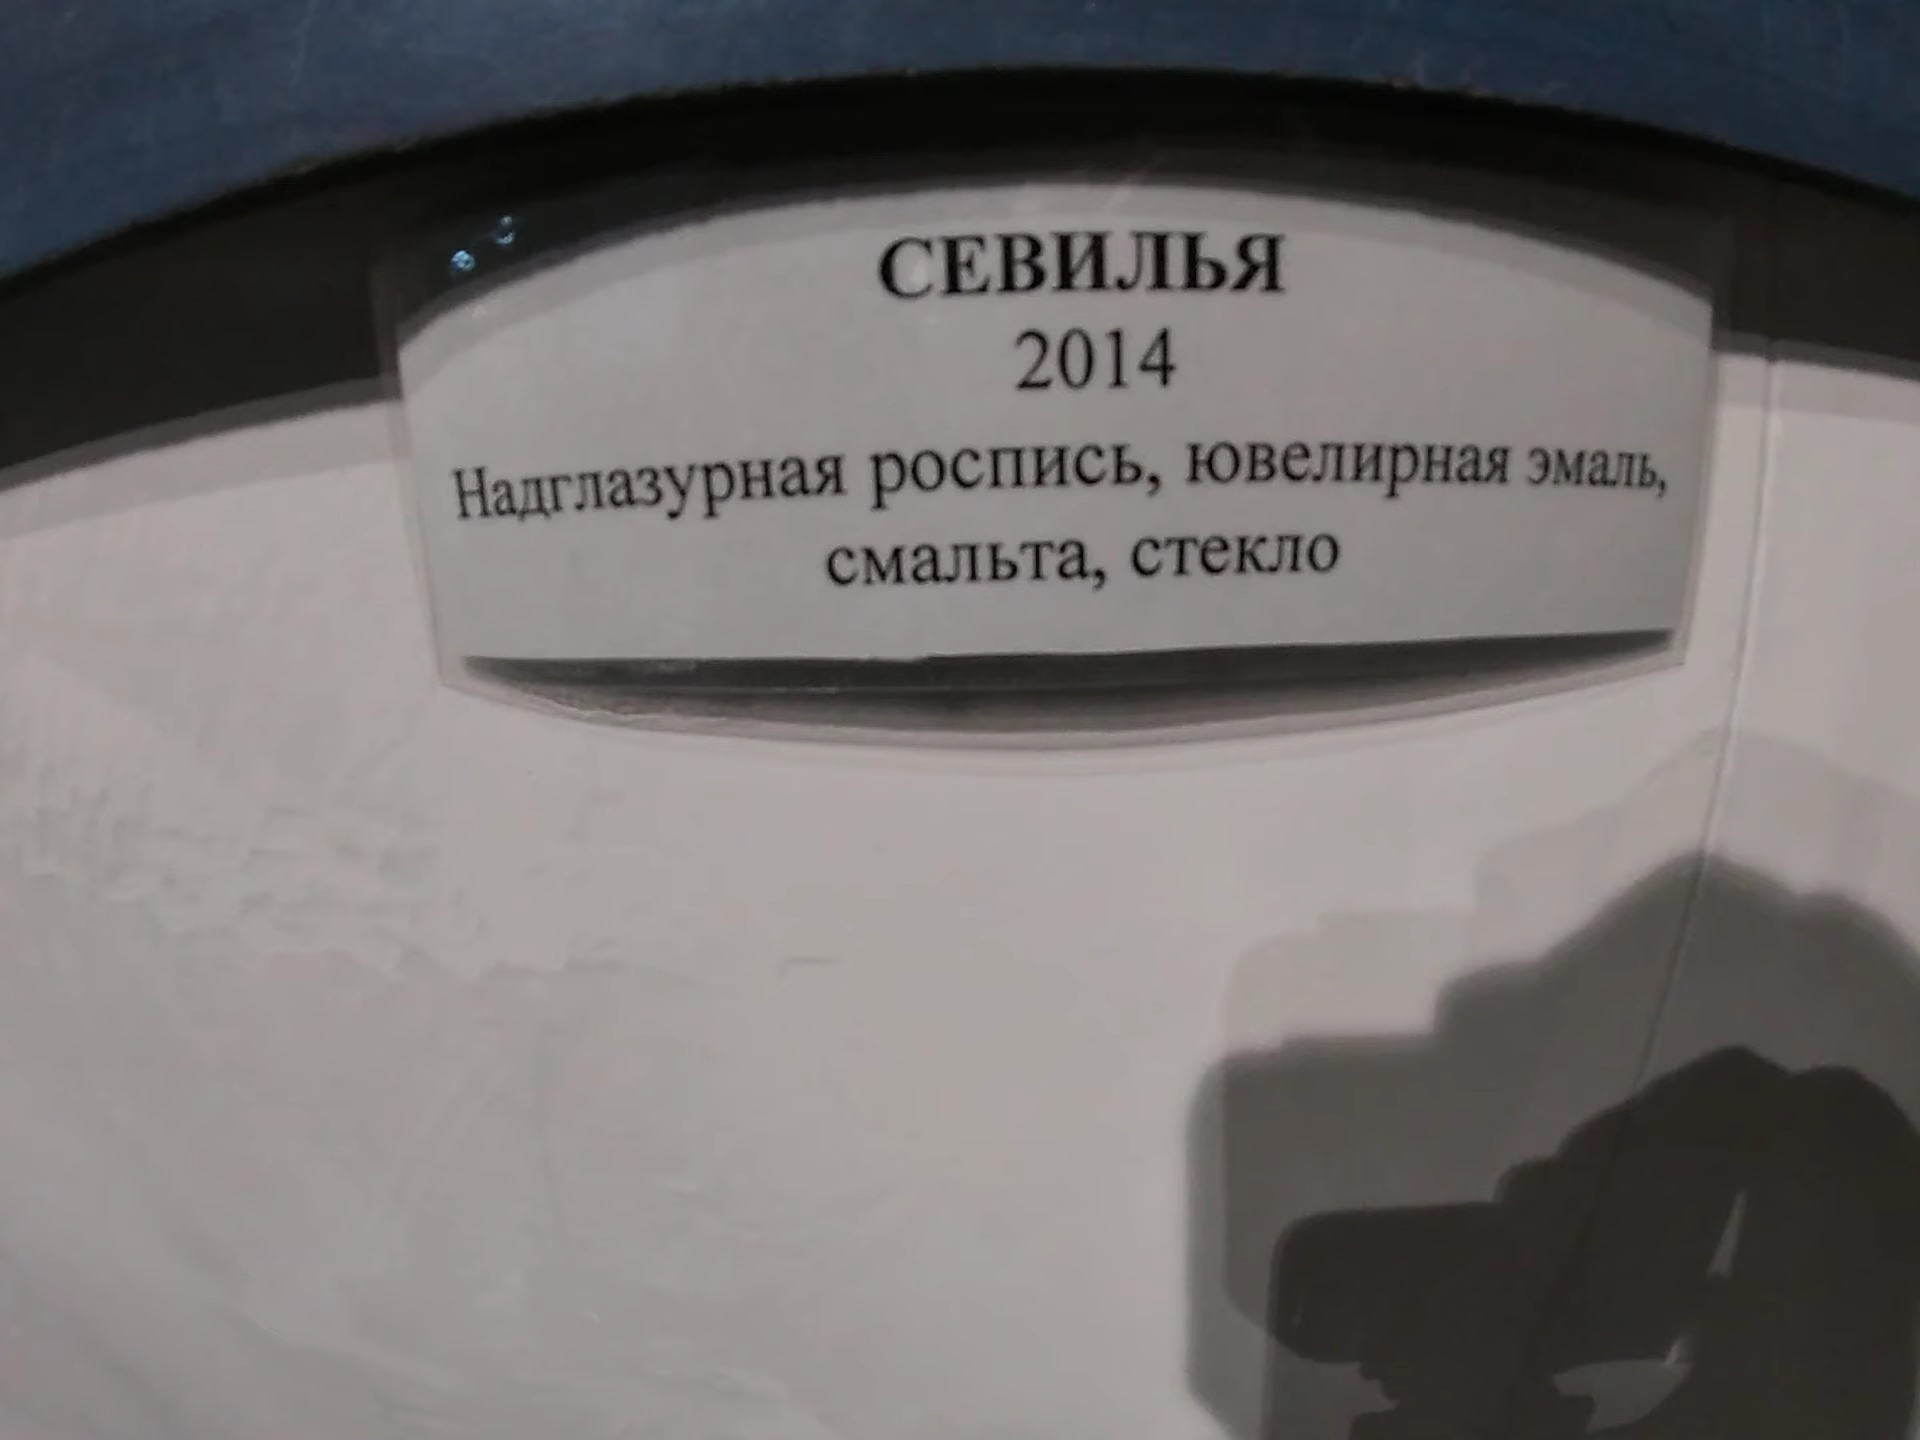 СЕВИЛЬЯ
2014
Надглазурная роспись, ювелирная эмаль,
смальта, стекло